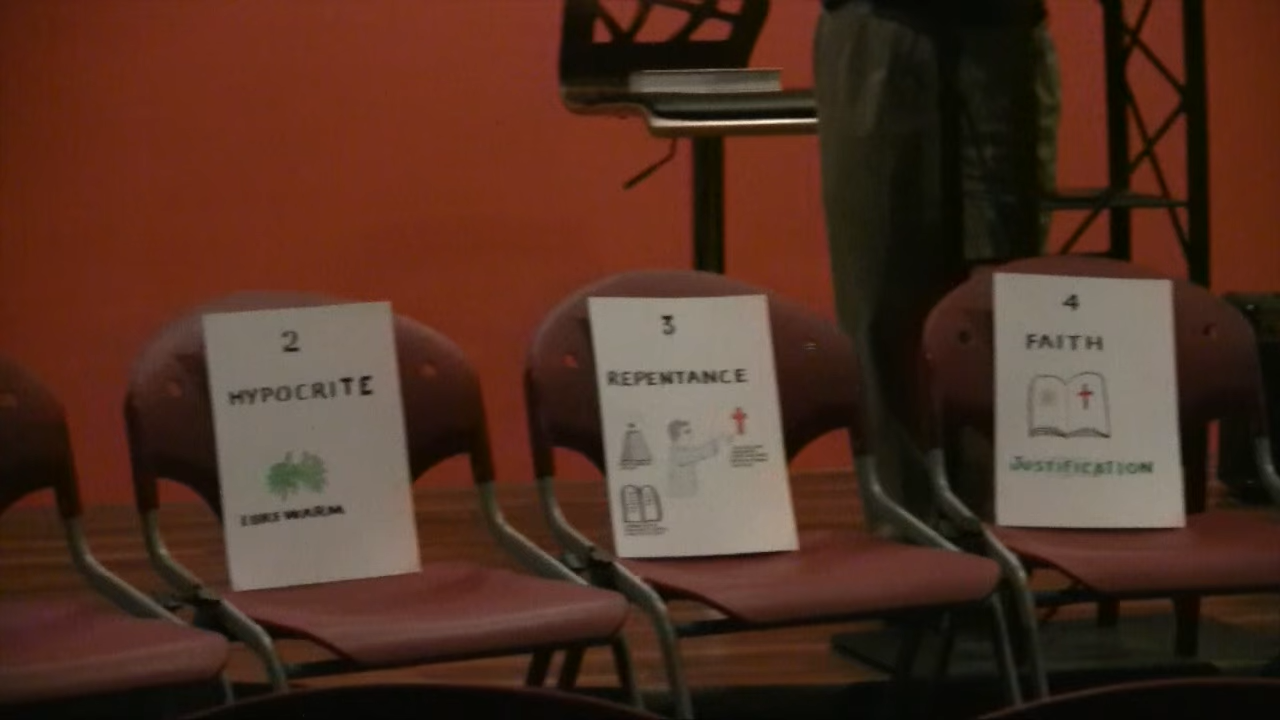 2
HYPOCRITE
LUKEWARM
3
REPENTANCE
4
FAITH
JUSTIFICATION